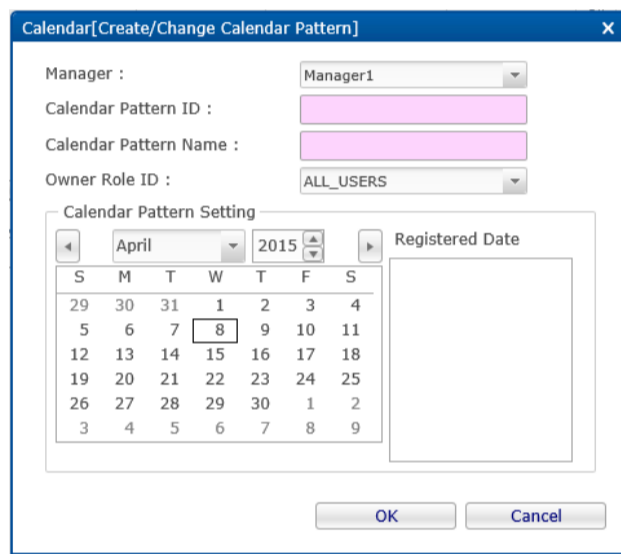 Calendar[Create/Change Calendar Pattern]
Manager : Manager1
Calendar Pattern ID :
Calendar Pattern Name :
Owner Role ID : ALL_USERS
Calendar Pattern Setting
April 2015 Registered Date
S M T W T F S
29 30 31 1 2 3 4
5 6 7 8 9 10 11
12 13 14 15 16 17 18
19 20 21 22 23 24 25
26 27 28 29 30 1 2
3 4 5 6 7 8 9
OK Cancel